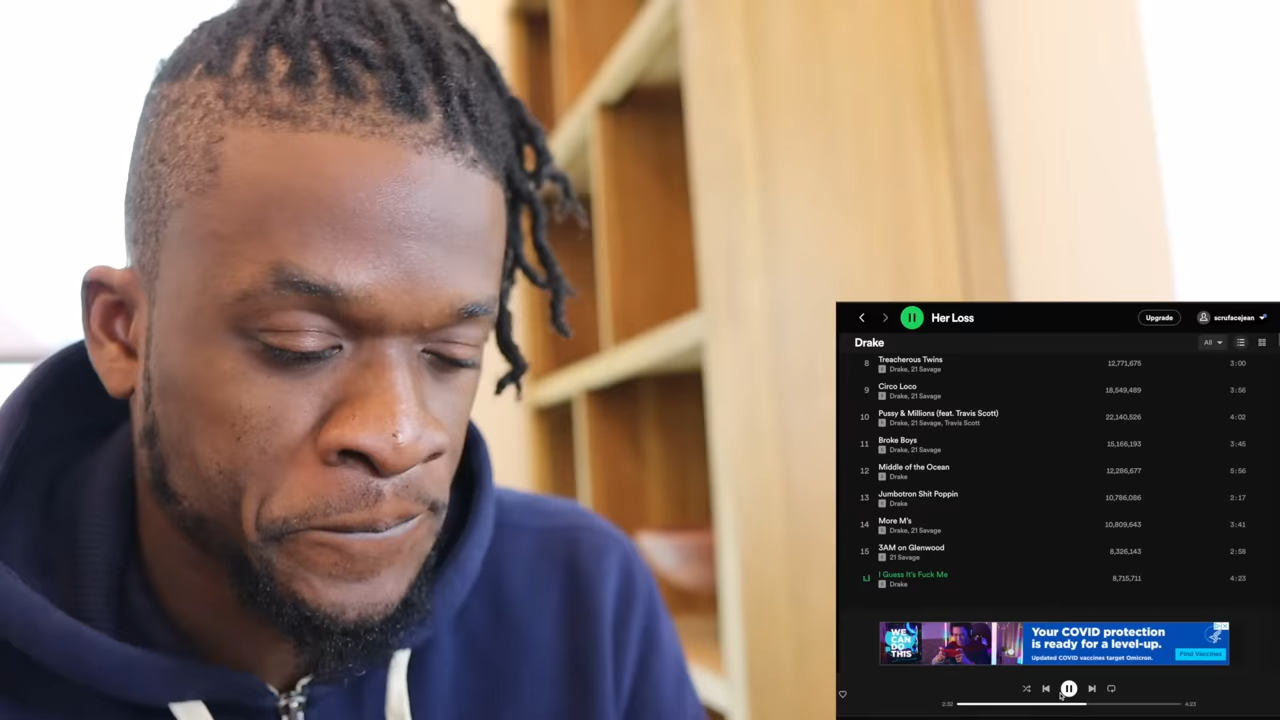 Her Loss
Upgrade
scrufacejean
Drake
All
8 Treacherous Twins 12,771,675 3:00
E Drake, 21 Savage
9 Circo Loco 18,549,489 3:56
E Drake, 21 Savage
10 Pussy & Millions (feat. Travis Scott) 22,140,526 4:02
E Drake, 21 Savage, Travis Scott
11 Broke Boys 15,166,193 3:45
E Drake, 21 Savage
12 Middle of the Ocean 12,286,677 5:56
E Drake
13 Jumbotron Shit Poppin 10,786,086 2:17
E Drake
14 More M's 10,809,643 3:41
E Drake, 21 Savage
15 3AM on Glenwood 8,326,143 2:58
E 21 Savage
I Guess It's Fuck Me 8,715,711 4:23
E Drake
WE CAN DO THIS
Your COVID protection
is ready for a level-up.
Updated COVID vaccines target Omicron.
Find Vaccines
2:32 4:23